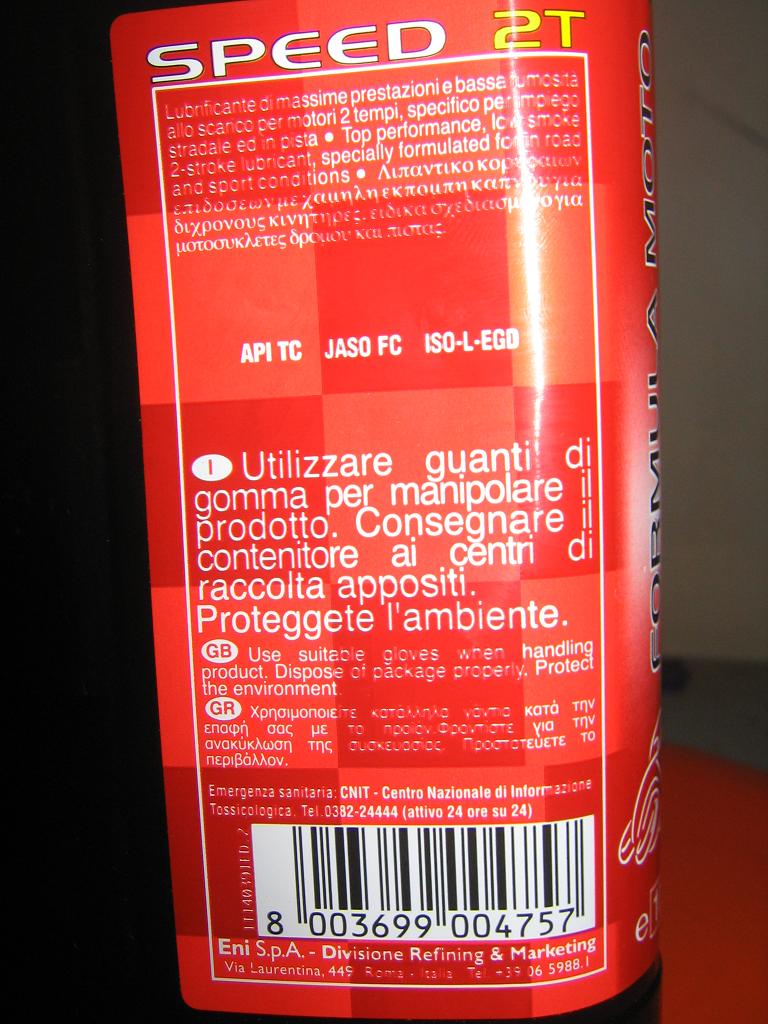 SPEED 2T
Lubrificante di massime prestazioni e bassa fumosità
allo scarico per motori 2 tempi, specifico per impiego
stradale ed in pista • Top performance, low smoke
2-stroke lubricant, specially formulated for in road
and sport conditions • Λιπαντικο κορυφαιων
επιδοσεων με χαμηλη εκπομπη καπνου για
διχρονους κινητηρες. ειδικα σχεδιασμενο για
μοτοσυκλετες δρομου και πιστας.
API TC JASO FC ISO-L-EGD
I Utilizzare guanti di
gomma per manipolare il
prodotto. Consegnare il
contenitore ai centri di
raccolta appositi.
Proteggete l'ambiente.
GB Use suitable gloves when handling
product. Dispose of package properly. Protect
the environment.
GR Χρησιμοποιείτε κατάλληλα γάντια κατά την
επαφή σας με το προϊόν.Φροντίστε για την
ανακύκλωση της συσκευασίας. Προστατεύετε το
περιβάλλον.
Emergenza sanitaria: CNIT - Centro Nazionale di Informazione
Tossicologica. Tel.0382-24444 (attivo 24 ore su 24)
8 003699 004757
Eni S.p.A. - Divisione Refining & Marketing
Via Laurentina, 449 Roma - Italia Tel +39 06 5988.1
FORMULA MOTO
e